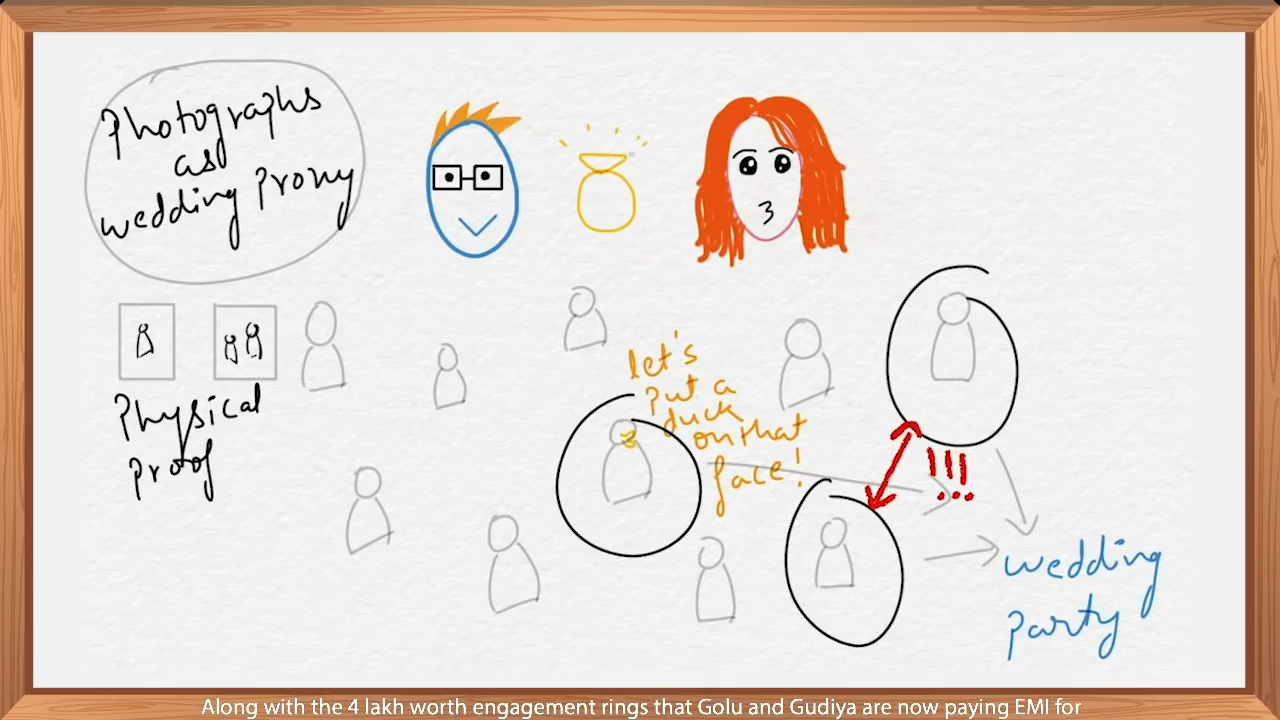 Photographs
as
wedding Proxy
let's
Put a
duck
on that
face!
Physical
Proof
!!!
wedding
Party
Along with the 4 lakh worth engagement rings that Golu and Gudiya are now paying EMI for